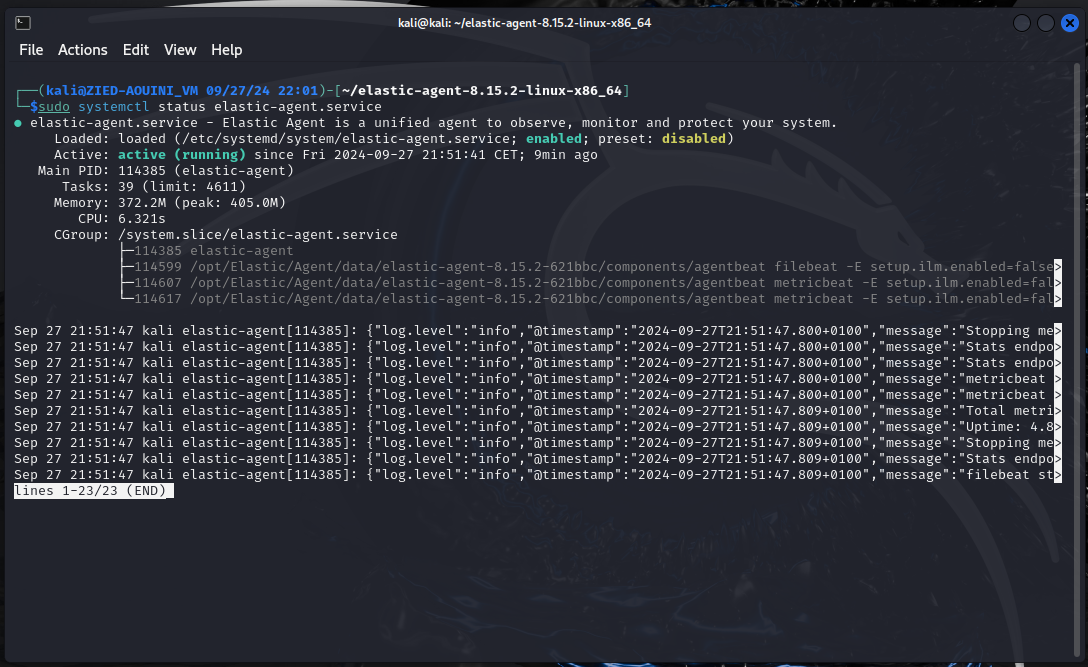 kali@kali: ~/elastic-agent-8.15.2-linux-x86_64
File Actions Edit View Help
┌──(kali@ZIED-AOUINI_VM 09/27/24 22:01)-[~/elastic-agent-8.15.2-linux-x86_64]
└─$sudo systemctl status elastic-agent.service
● elastic-agent.service - Elastic Agent is a unified agent to observe, monitor and protect your system.
Loaded: loaded (/etc/systemd/system/elastic-agent.service; enabled; preset: disabled)
Active: active (running) since Fri 2024-09-27 21:51:41 CET; 9min ago
Main PID: 114385 (elastic-agent)
Tasks: 39 (limit: 4611)
Memory: 372.2M (peak: 405.0M)
CPU: 6.321s
CGroup: /system.slice/elastic-agent.service
├─114385 elastic-agent
├─114599 /opt/Elastic/Agent/data/elastic-agent-8.15.2-621bbc/components/agentbeat filebeat -E setup.ilm.enabled=false>
├─114607 /opt/Elastic/Agent/data/elastic-agent-8.15.2-621bbc/components/agentbeat metricbeat -E setup.ilm.enabled=fal>
└─114617 /opt/Elastic/Agent/data/elastic-agent-8.15.2-621bbc/components/agentbeat metricbeat -E setup.ilm.enabled=fal>
Sep 27 21:51:47 kali elastic-agent[114385]: {"log.level":"info","@timestamp":"2024-09-27T21:51:47.800+0100","message":"Stopping me>
Sep 27 21:51:47 kali elastic-agent[114385]: {"log.level":"info","@timestamp":"2024-09-27T21:51:47.800+0100","message":"Stats endpo>
Sep 27 21:51:47 kali elastic-agent[114385]: {"log.level":"info","@timestamp":"2024-09-27T21:51:47.800+0100","message":"Stats endpo>
Sep 27 21:51:47 kali elastic-agent[114385]: {"log.level":"info","@timestamp":"2024-09-27T21:51:47.800+0100","message":"metricbeat >
Sep 27 21:51:47 kali elastic-agent[114385]: {"log.level":"info","@timestamp":"2024-09-27T21:51:47.800+0100","message":"metricbeat >
Sep 27 21:51:47 kali elastic-agent[114385]: {"log.level":"info","@timestamp":"2024-09-27T21:51:47.809+0100","message":"Total metri>
Sep 27 21:51:47 kali elastic-agent[114385]: {"log.level":"info","@timestamp":"2024-09-27T21:51:47.809+0100","message":"Uptime: 4.8>
Sep 27 21:51:47 kali elastic-agent[114385]: {"log.level":"info","@timestamp":"2024-09-27T21:51:47.809+0100","message":"Stopping me>
Sep 27 21:51:47 kali elastic-agent[114385]: {"log.level":"info","@timestamp":"2024-09-27T21:51:47.809+0100","message":"Stats endpo>
Sep 27 21:51:47 kali elastic-agent[114385]: {"log.level":"info","@timestamp":"2024-09-27T21:51:47.809+0100","message":"filebeat st>
lines 1-23/23 (END)